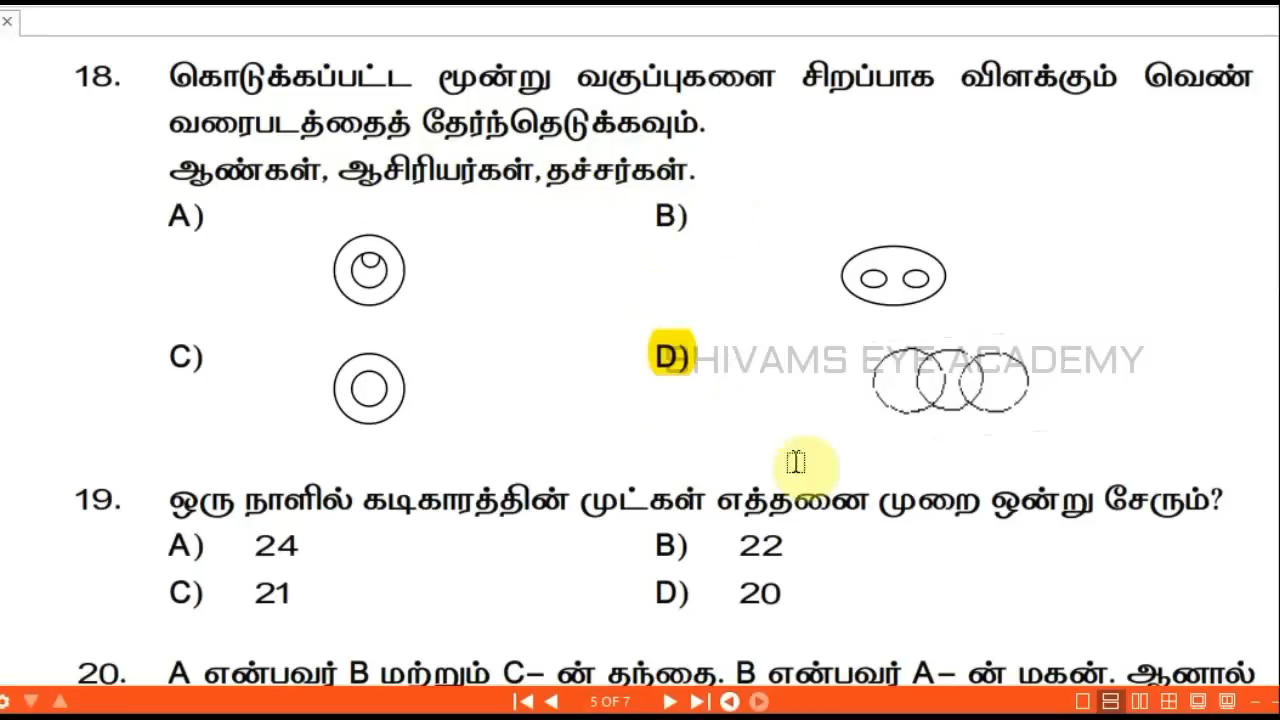 18. கொடுக்கப்பட்ட மூன்று வகுப்புகளை சிறப்பாக விளக்கும் வெண்
வரைபடத்தைத் தேர்ந்தெடுக்கவும்.
ஆண்கள், ஆசிரியர்கள், தச்சர்கள்.
A) B)
C) D) SHIVAMS EYE ACADEMY
19. ஒரு நாளில் கடிகாரத்தின் முட்கள் எத்தனை முறை ஒன்று சேரும்?
A) 24 B) 22
C) 21 D) 20
20. A என்பவர் B மற்றும் C– ன் தந்தை. B என்பவர் A– ன் மகன். ஆனால்
5 OF 7